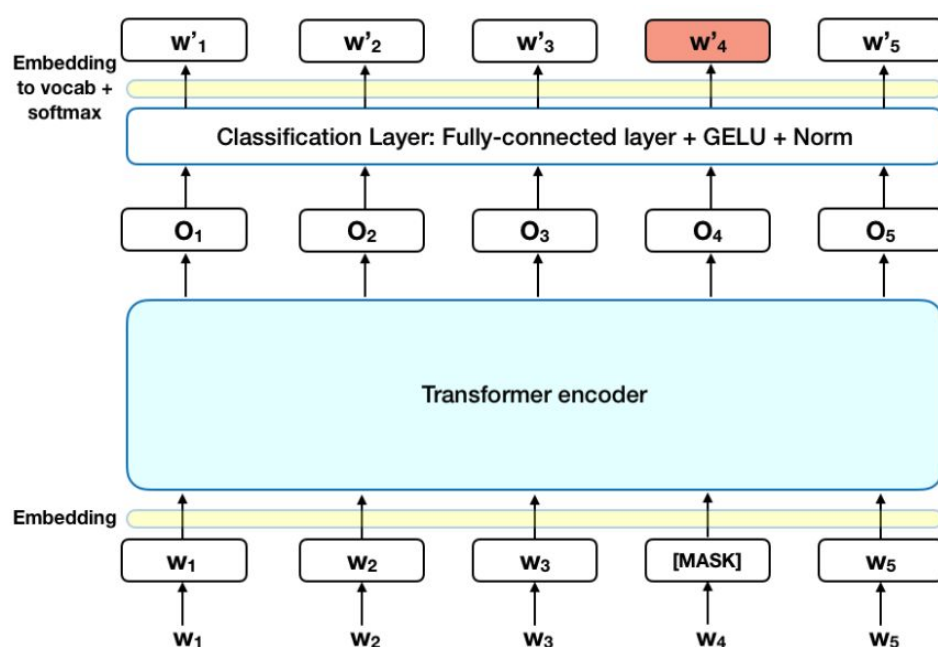 w'₁ w'₂ w'₃ w'₄ w'₅
Embedding
to vocab +
softmax
Classification Layer: Fully-connected layer + GELU + Norm
O₁ O₂ O₃ O₄ O₅
Transformer encoder
Embedding
W₁ W₂ W₃ [MASK] W₅
W₁ W₂ W₃ W₄ W₅